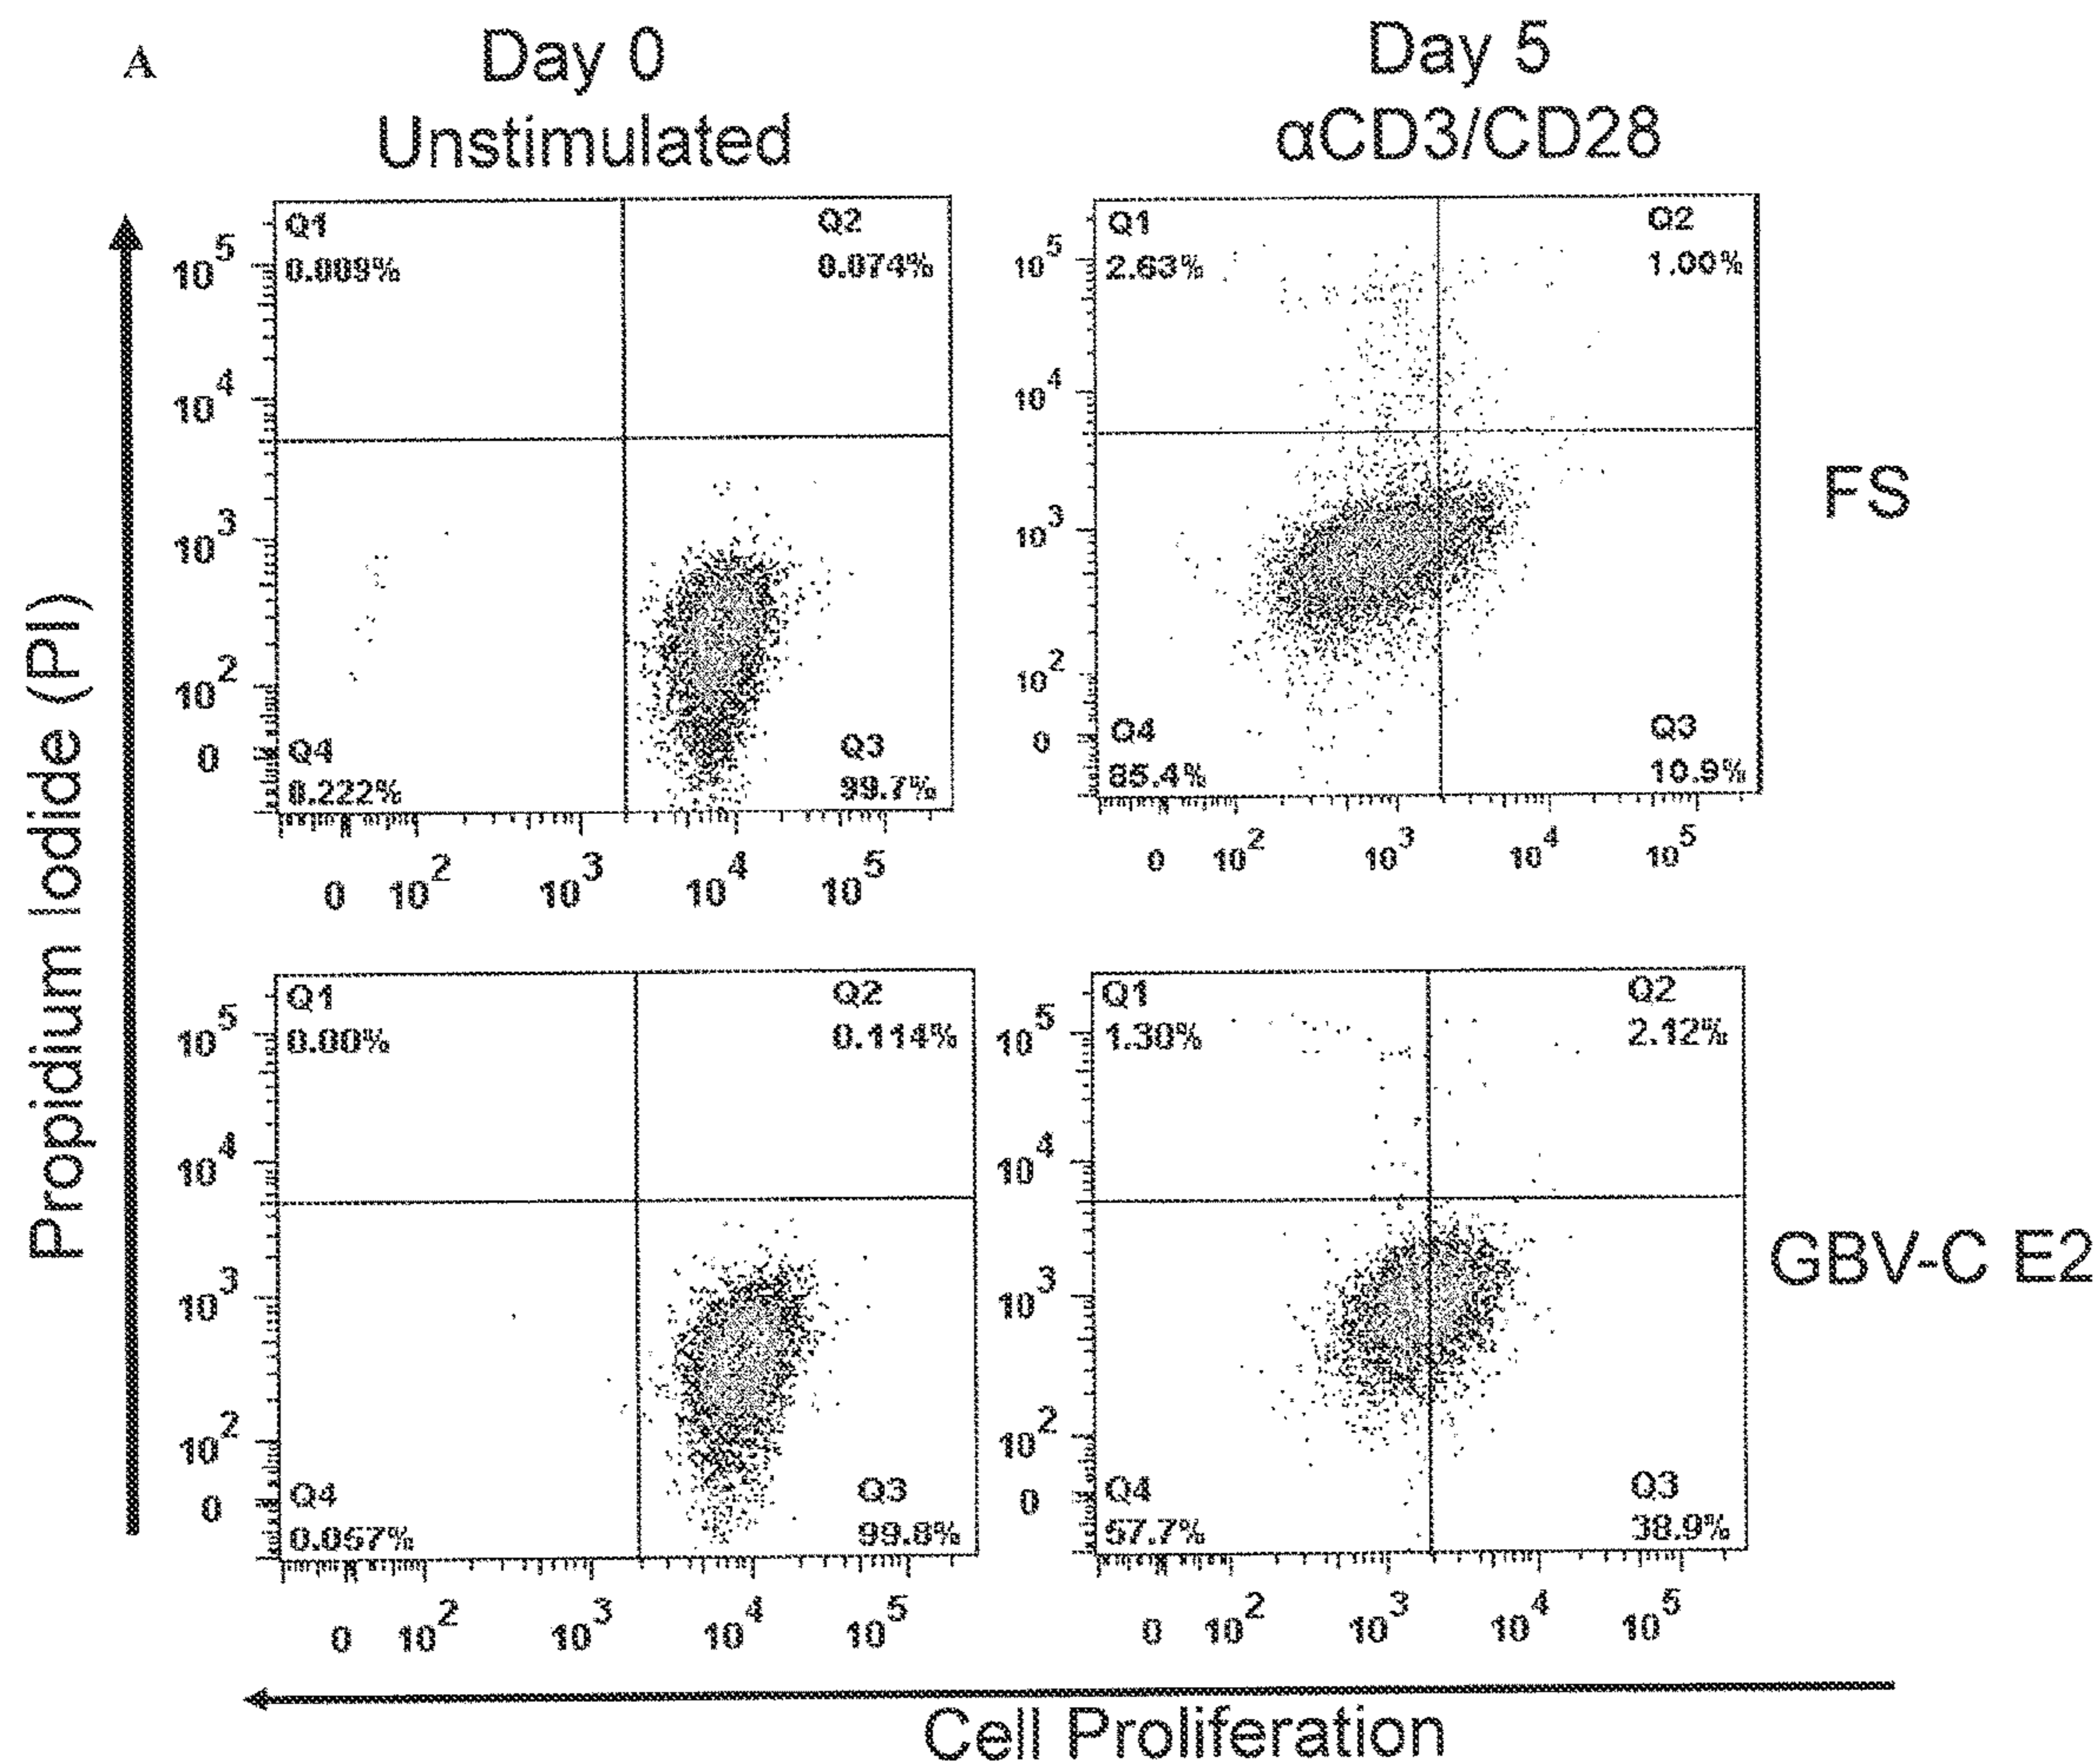 A
Day 0
Unstimulated
Day 5
αCD3/CD28
Propidium Iodide (PI)
Q1
0.009%
Q2
0.074%
Q4
0.222%
Q3
99.7%
10^5
10^4
10^3
10^2
0
0 10^2 10^3 10^4 10^5
Q1
2.63%
Q2
1.00%
Q4
85.4%
Q3
10.9%
10^5
10^4
10^3
10^2
0
0 10^2 10^3 10^4 10^5
FS
Q1
0.00%
Q2
0.114%
Q4
0.057%
Q3
99.8%
10^5
10^4
10^3
10^2
0
0 10^2 10^3 10^4 10^5
Q1
1.30%
Q2
2.12%
Q4
57.7%
Q3
38.9%
10^5
10^4
10^3
10^2
0
0 10^2 10^3 10^4 10^5
GBV-C E2
Cell Proliferation